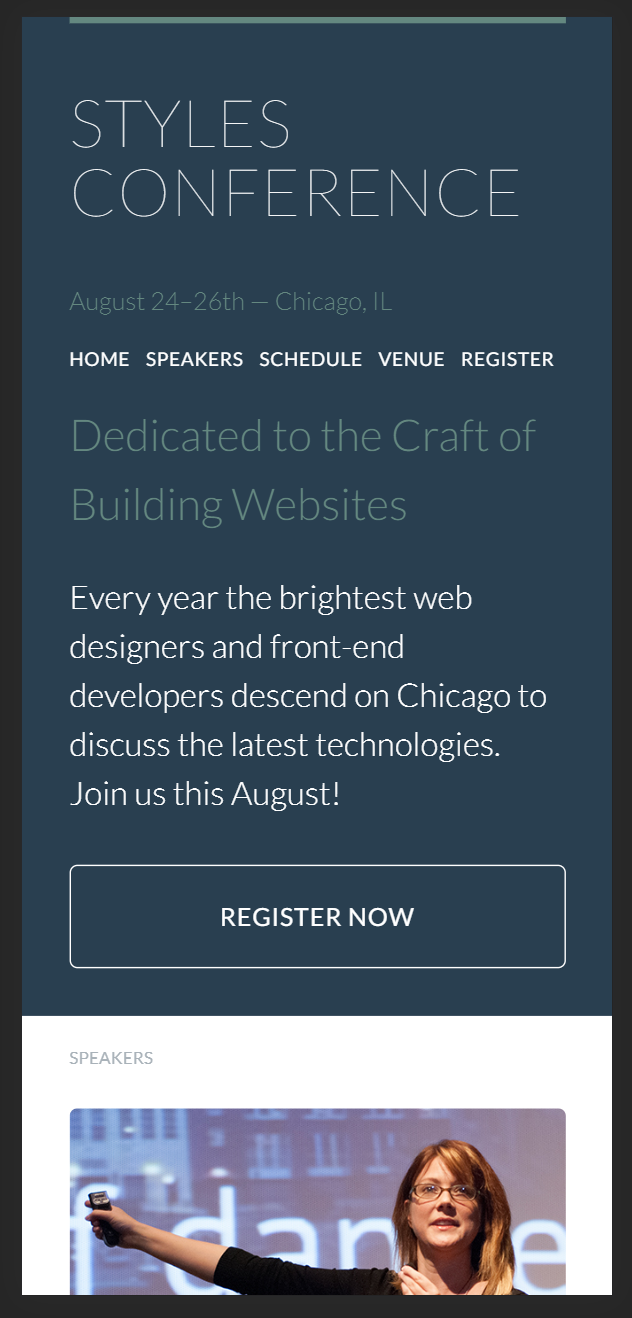 STYLES
CONFERENCE
August 24–26th — Chicago, IL
HOME SPEAKERS SCHEDULE VENUE REGISTER
Dedicated to the Craft of
Building Websites
Every year the brightest web
designers and front-end
developers descend on Chicago to
discuss the latest technologies.
Join us this August!
REGISTER NOW
SPEAKERS